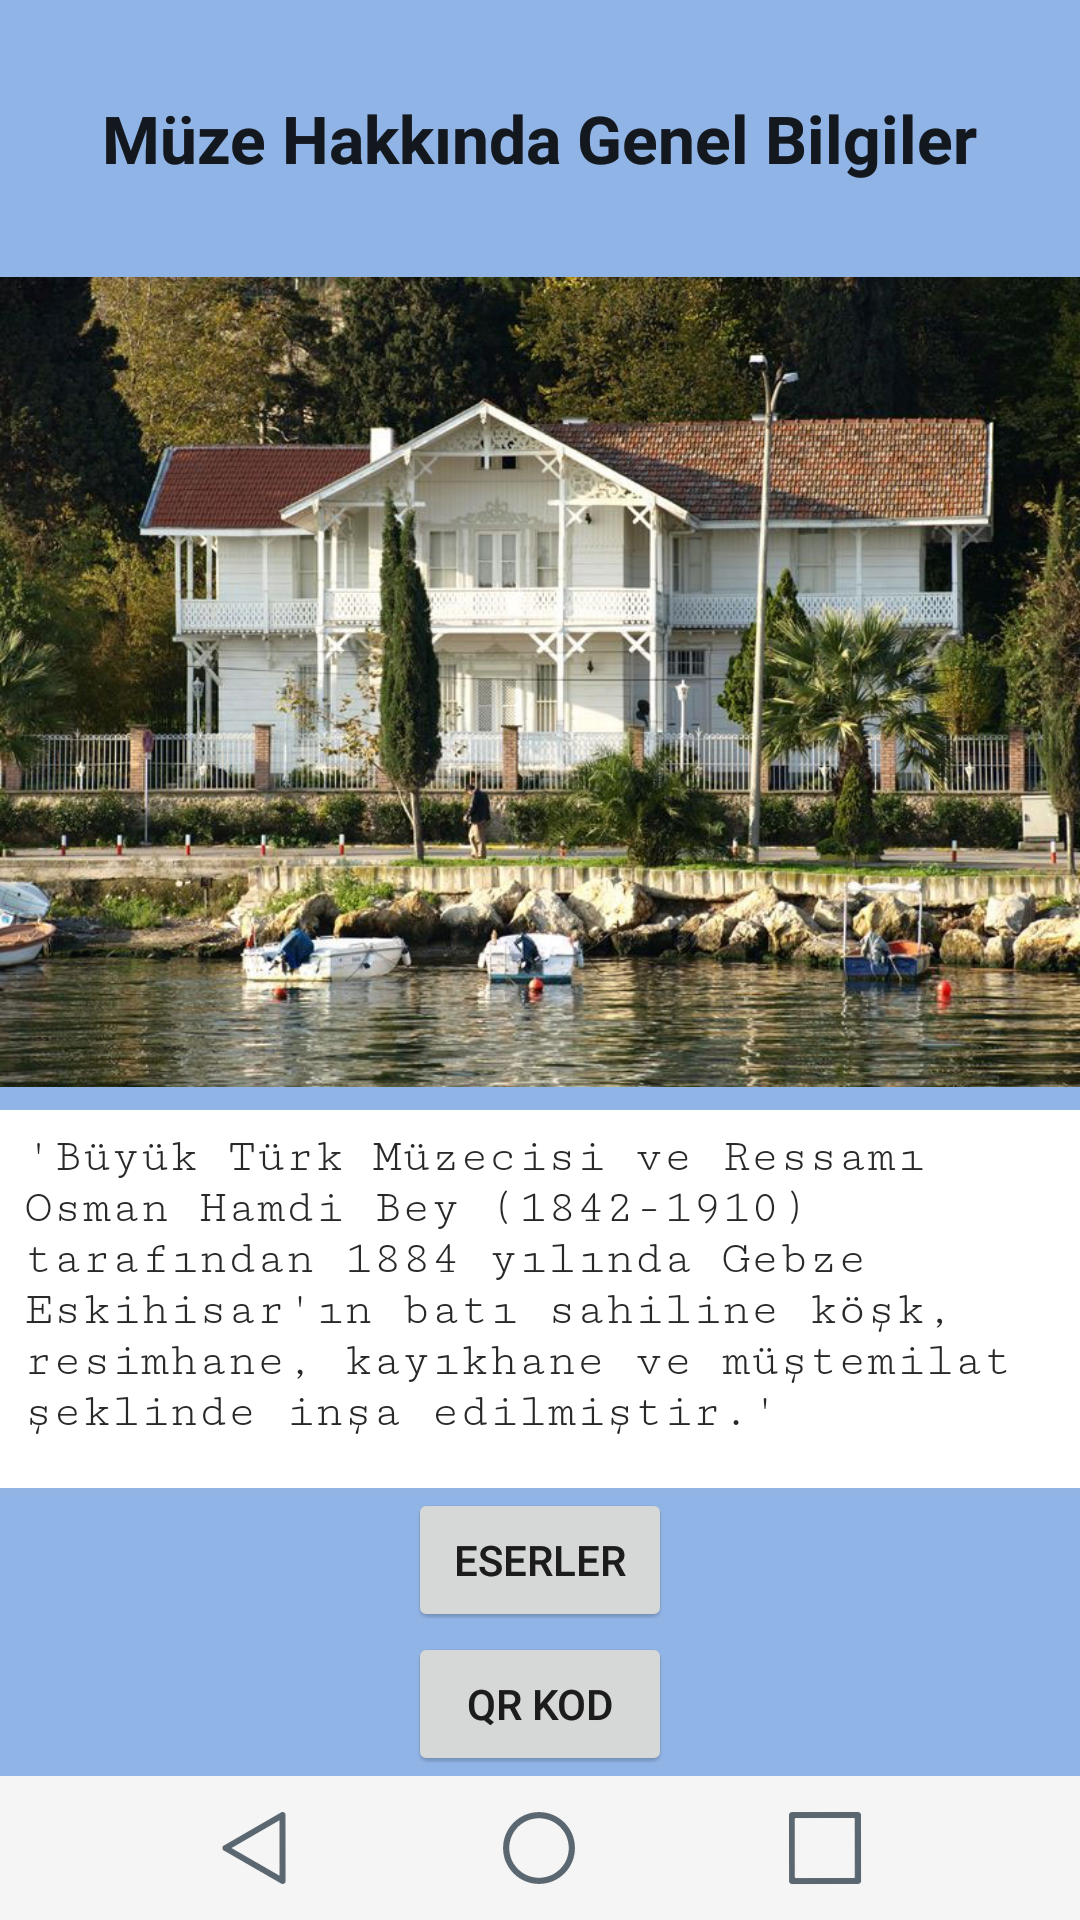 Müze Hakkında Genel Bilgiler
'Büyük Türk Müzecisi ve Ressamı
Osman Hamdi Bey (1842-1910)
tarafından 1884 yılında Gebze
Eskihisar'ın batı sahiline köşk,
resimhane, kayıkhane ve müştemilat
şeklinde inşa edilmiştir.'
ESERLER
QR KOD